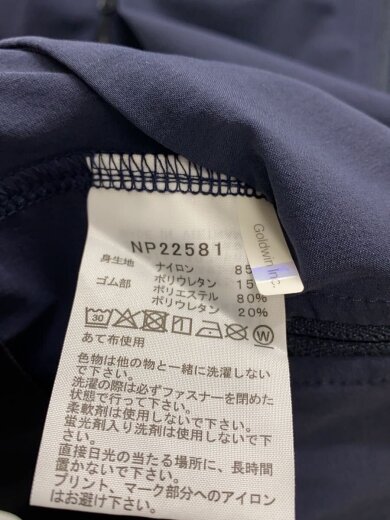 NP22581
Goldwin Inc.
身生地 ナイロン 85
ポリウレタン 15
ゴム部 ポリエステル 80%
ポリウレタン 20%
30
あて布使用
色物は他の物と一緒に洗濯しない
で下さい。
洗濯の際は必ずファスナーを閉めた
状態で行って下さい。
柔軟剤は使用しないで下さい。
蛍光剤入り洗剤は使用しないで
下さい。
直接日光の当たる場所に、長時間
置かないで下さい。
プリント、マーク部分へのアイロン
はお避け下さい。